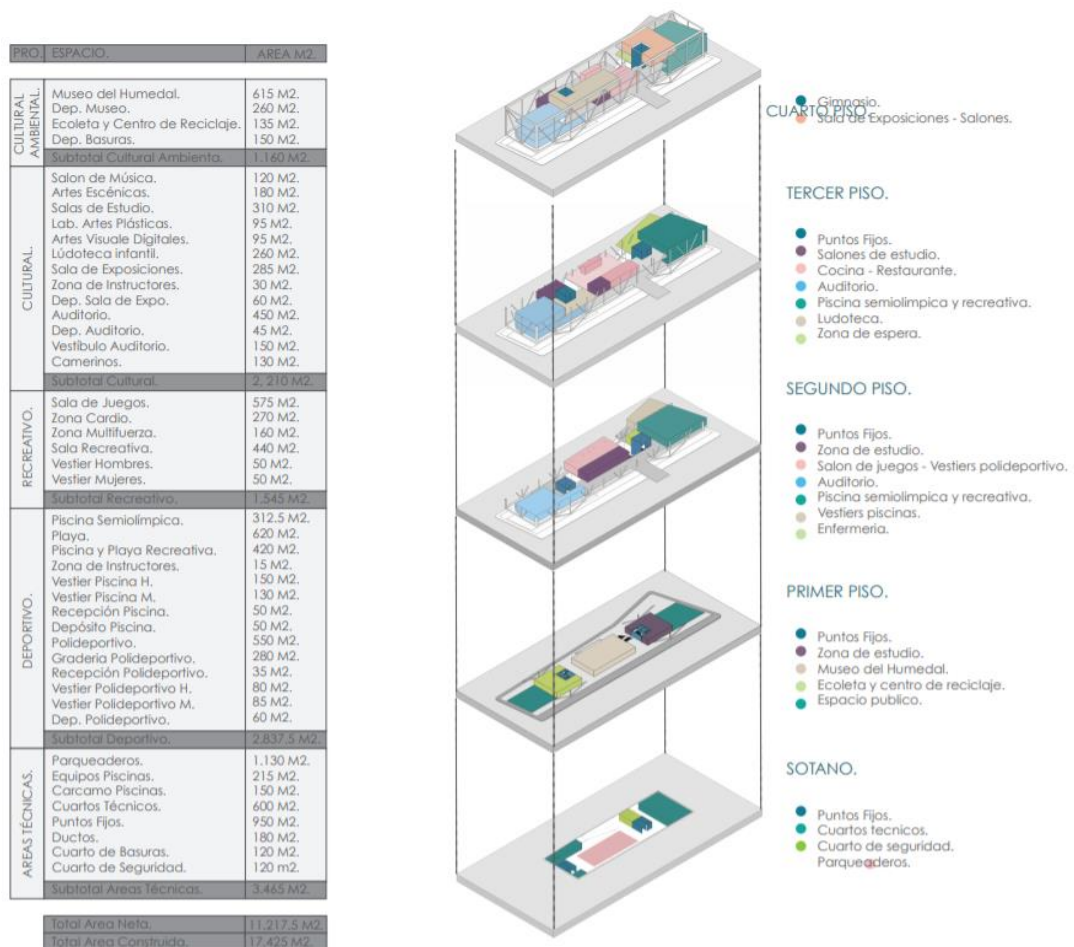 PRO. ESPACIO. AREA M2.
CULTURAL AMBIENTAL.
Museo del Humedal. 615 M2.
Dep. Museo. 260 M2.
Ecoleta y Centro de Reciclaje. 135 M2.
Dep. Basuras. 150 M2.
Subtotal Cultural Ambienta. 1.160 M2.
CULTURAL.
Salon de Música. 120 M2.
Artes Escénicas. 180 M2.
Salas de Estudio. 310 M2.
Lab. Artes Plásticas. 95 M2.
Artes Visuale Digitales. 95 M2.
Lúdoteca infantil. 260 M2.
Sala de Exposiciones. 285 M2.
Zona de Instructores. 30 M2.
Dep. Sala de Expo. 60 M2.
Auditorio. 450 M2.
Dep. Auditorio. 45 M2.
Vestíbulo Auditorio. 150 M2.
Camerinos. 130 M2.
Subtotal Cultural. 2, 210 M2.
RECREATIVO.
Sala de Juegos. 575 M2.
Zona Cardio. 270 M2.
Zona Multifuerza. 160 M2.
Sala Recreativa. 440 M2.
Vestier Hombres. 50 M2.
Vestier Mujeres. 50 M2.
Subtotal Recreativo. 1.545 M2.
DEPORTIVO.
Piscina Semiolímpica. 312.5 M2.
Playa. 620 M2.
Piscina y Playa Recreativa. 420 M2.
Zona de Instructores. 15 M2.
Vestier Piscina H. 150 M2.
Vestier Piscina M. 130 M2.
Recepción Piscina. 50 M2.
Depósito Piscina. 50 M2.
Polideportivo. 550 M2.
Graderia Polideportivo. 280 M2.
Recepción Polideportivo. 35 M2.
Vestier Polideportivo H. 80 M2.
Vestier Polideportivo M. 85 M2.
Dep. Polideportivo. 60 M2.
Subtotal Deportivo. 2.837.5 M2.
AREAS TÉCNICAS.
Parqueaderos. 1.130 M2.
Equipos Piscinas. 215 M2.
Carcamo Piscinas. 150 M2.
Cuartos Técnicos. 600 M2.
Puntos Fijos. 950 M2.
Ductos. 180 M2.
Cuarto de Basuras. 120 M2.
Cuarto de Seguridad. 120 m2.
Subtotal Areas Técnicas. 3.465 M2.
Total Area Neta. 11.217.5 M2.
Total Area Construida. 17.425 M2.
CUARTO PISO.
Gimnasio.
Sala de Exposiciones - Salones.
TERCER PISO.
Puntos Fijos.
Salones de estudio.
Cocina - Restaurante.
Auditorio.
Piscina semiolimpica y recreativa.
Ludoteca.
Zona de espera.
SEGUNDO PISO.
Puntos Fijos.
Zona de estudio.
Salon de juegos - Vestiers polideportivo.
Auditorio.
Piscina semiolimpica y recreativa.
Vestiers piscinas.
Enfermeria.
PRIMER PISO.
Puntos Fijos.
Zona de estudio.
Museo del Humedal.
Ecoleta y centro de reciclaje.
Espacio publico.
SOTANO.
Puntos Fijos.
Cuartos tecnicos.
Cuarto de seguridad.
Parqueaderos.